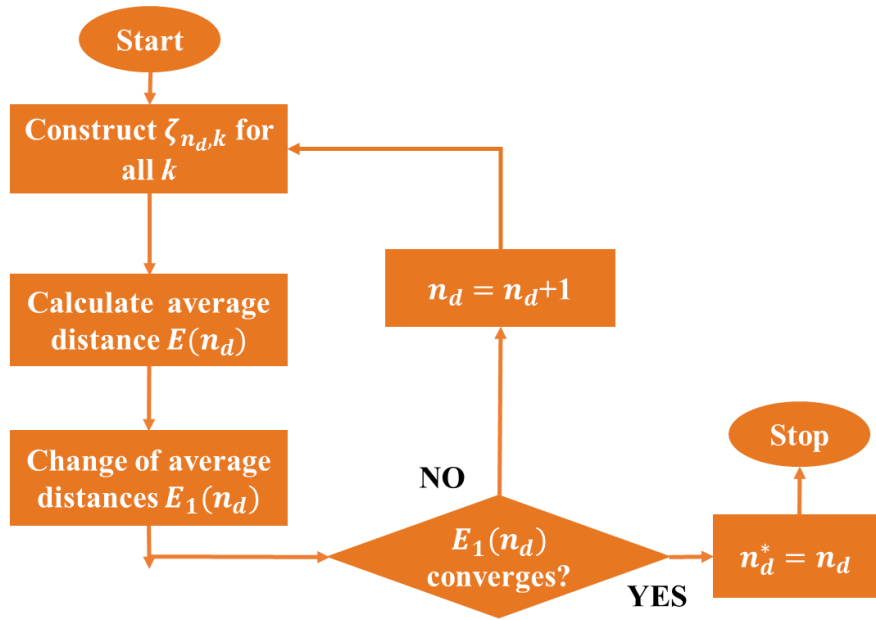 Start
Construct ζ_{n_d,k} for
all k
Calculate average
distance E(n_d)
Change of average
distances E_1(n_d)
n_d = n_d+1
NO
E_1(n_d)
converges?
YES
n_d^* = n_d
Stop